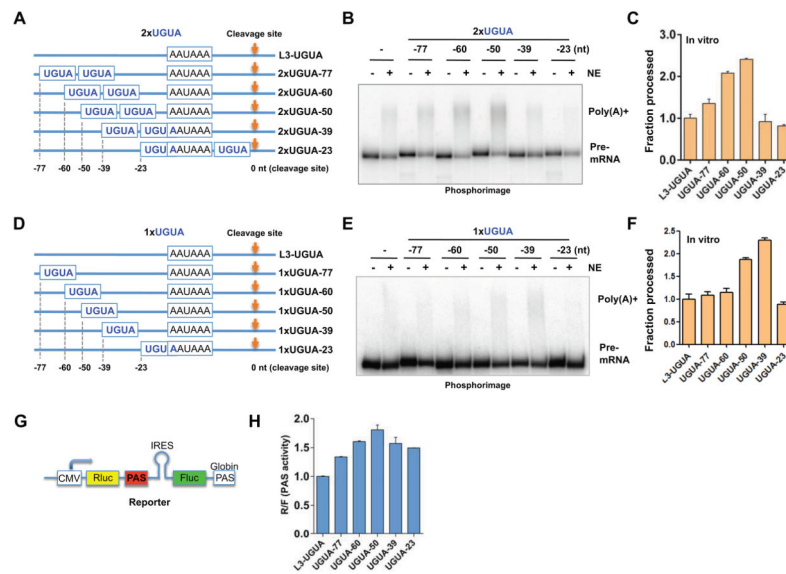 A
2xUGUA
Cleavage site
AAUAAA
L3-UGUA
UGUA UGUA AAUAAA 2xUGUA-77
UGUA UGUA AAUAAA 2xUGUA-60
UGUA UGUA AAUAAA 2xUGUA-50
UGUA UGUAAUAAA 2xUGUA-39
UGUAAUAAA UGUA 2xUGUA-23
-77 -60 -50 -39 -23 0 nt (cleavage site)
B
2xUGUA
- -77 -60 -50 -39 -23 (nt)
- + - + - + - + - + - + NE
Poly(A)+
Pre-
mRNA
Phosphorimage
C
In vitro
Fraction processed
3.0
2.0
1.0
0.0
L3-UGUA
UGUA-77
UGUA-60
UGUA-50
UGUA-39
UGUA-23
D
1xUGUA
Cleavage site
AAUAAA L3-UGUA
UGUA AAUAAA 1xUGUA-77
UGUA AAUAAA 1xUGUA-60
UGUA AAUAAA 1xUGUA-50
UGUA AAUAAA 1xUGUA-39
UGUAAUAAA 1xUGUA-23
-77 -60 -50 -39 -23 0 nt (cleavage site)
E
1xUGUA
- -77 -60 -50 -39 -23 (nt)
- + - + - + - + - + - + NE
Poly(A)+
Pre-
mRNA
Phosphorimage
F
In vitro
Fraction processed
2.5
2.0
1.5
1.0
0.5
0.0
L3-UGUA
UGUA-77
UGUA-60
UGUA-50
UGUA-39
UGUA-23
G
IRES
Globin
CMV Rluc PAS Fluc PAS
Reporter
H
R/F (PAS activity)
2.0
1.5
1.0
0.5
0.0
L3-UGUA
UGUA-77
UGUA-60
UGUA-50
UGUA-39
UGUA-23